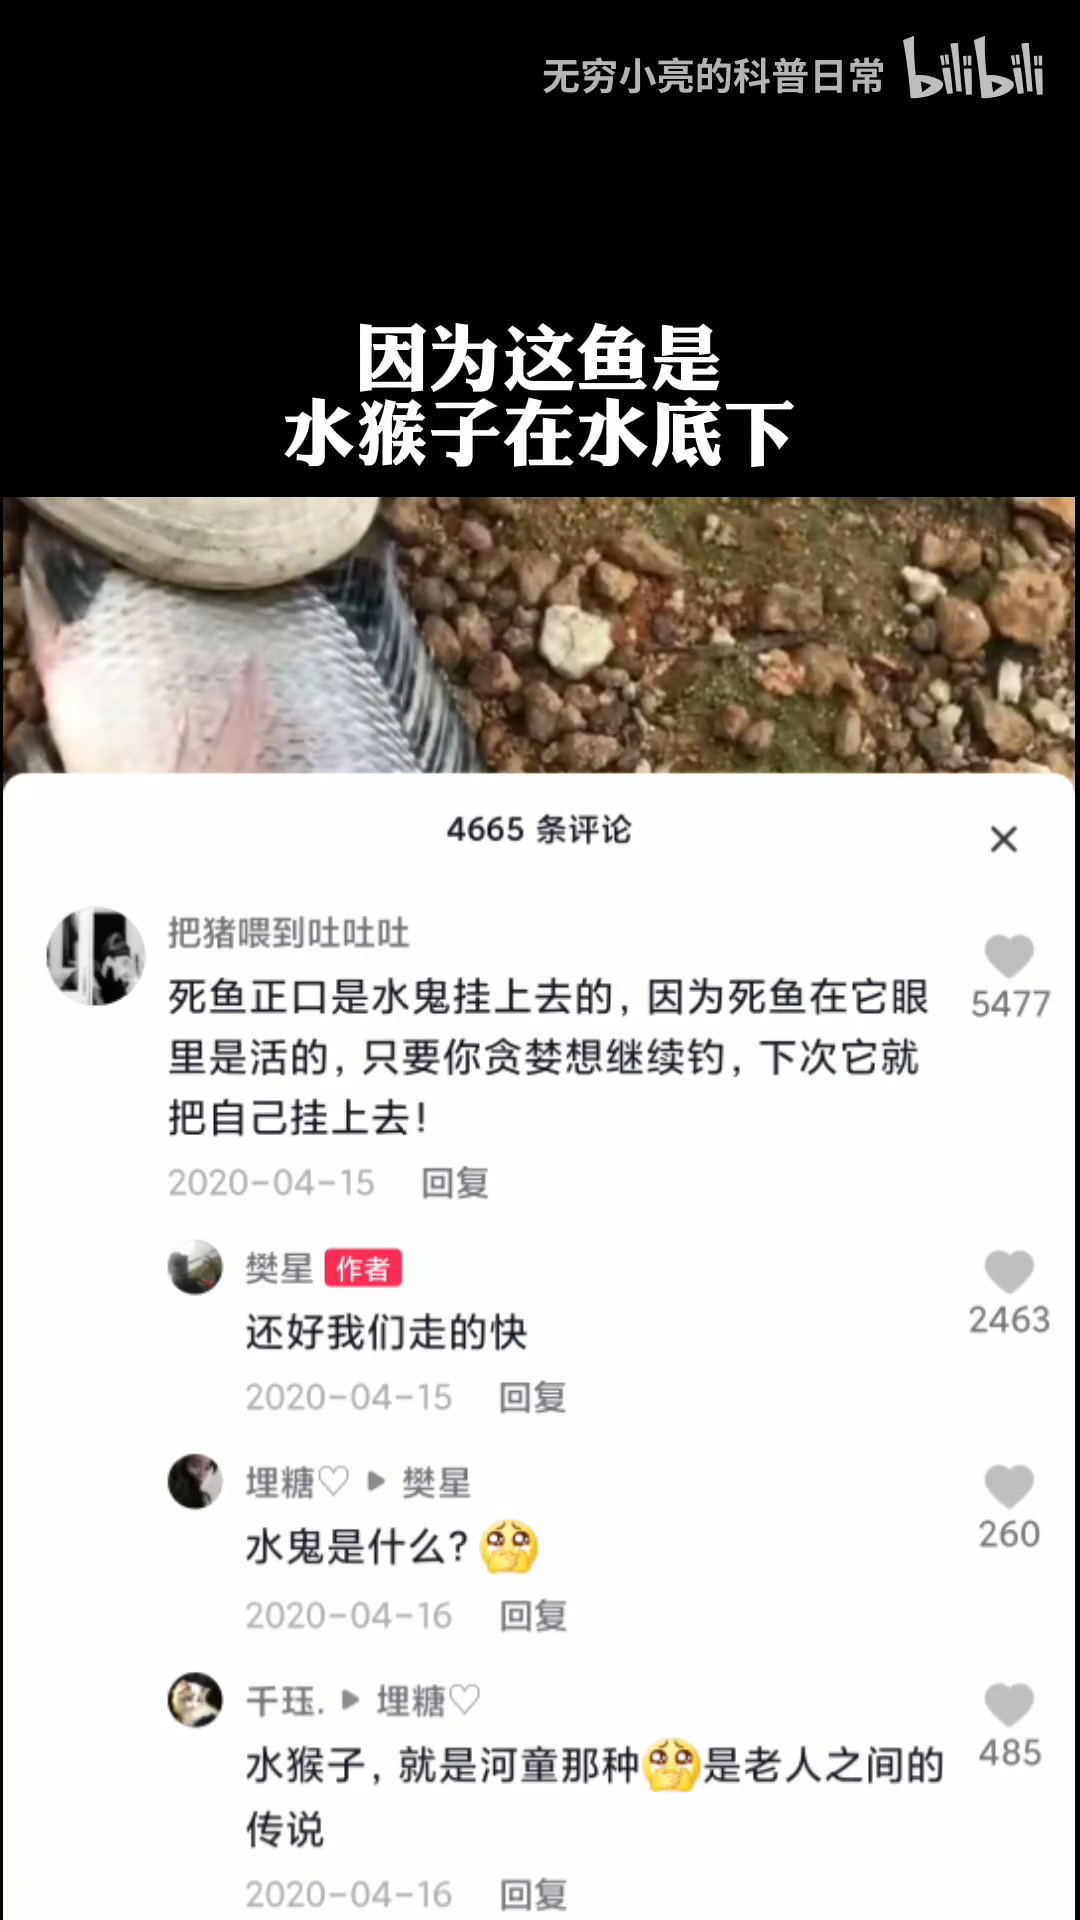 无穷小亮的科普日常 bilibili
因为这鱼是
水猴子在水底下
4665 条评论
把猪喂到吐吐吐
死鱼正口是水鬼挂上去的，因为死鱼在它眼
里是活的，只要你贪婪想继续钓，下次它就
把自己挂上去！
5477
2020-04-15 回复
樊星 作者
还好我们走的快
2463
2020-04-15 回复
埋糖♡ ▶ 樊星
水鬼是什么？🥺
260
2020-04-16 回复
千珏. ▶ 埋糖♡
水猴子，就是河童那种🥺是老人之间的
传说
485
2020-04-16 回复